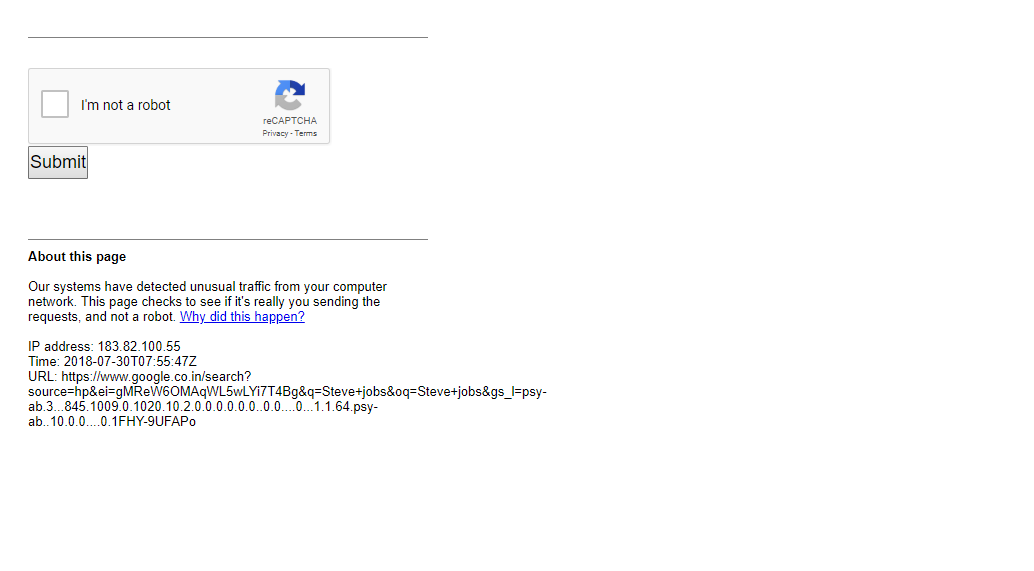 I'm not a robot
reCAPTCHA
Privacy - Terms
Submit
About this page
Our systems have detected unusual traffic from your computer
network. This page checks to see if it's really you sending the
requests, and not a robot. Why did this happen?
IP address: 183.82.100.55
Time: 2018-07-30T07:55:47Z
URL: https://www.google.co.in/search?
source=hp&ei=gMReW6OMAqWL5wLYi7T4Bg&q=Steve+jobs&oq=Steve+jobs&gs_l=psy-
ab.3...845.1009.0.1020.10.2.0.0.0.0.0.0..0.0....0...1.1.64.psy-
ab..10.0.0....0.1FHY-9UFAPo